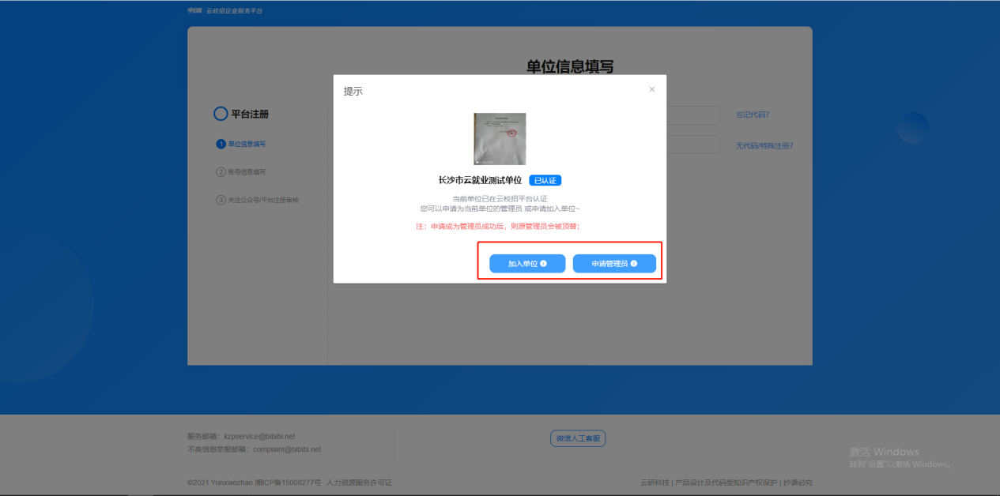 云校招企业服务平台
单位信息填写
提示
平台注册
忘记代码?
1 单位信息填写
无代码/特殊注册?
2 账号信息填写
长沙市云就业测试单位 已认证
3 关注公众号/平台注册审核
当前单位已在云校招平台认证
您可以申请为当前单位的管理员 或申请加入单位~
注：申请成为管理员成功后，则原管理员会被顶替；
加入单位 申请管理员
服务邮箱：kzpservice@bibibi.net
微信人工客服
不良信息举报邮箱：complaint@bibibi.net
激活 Windows
转到"设置"以激活 Windows。
©2021 Yunxiaozhao 湘ICP备15008277号 人力资源服务许可证
云研科技 | 产品设计及代码受知识产权保护 | 抄袭必究